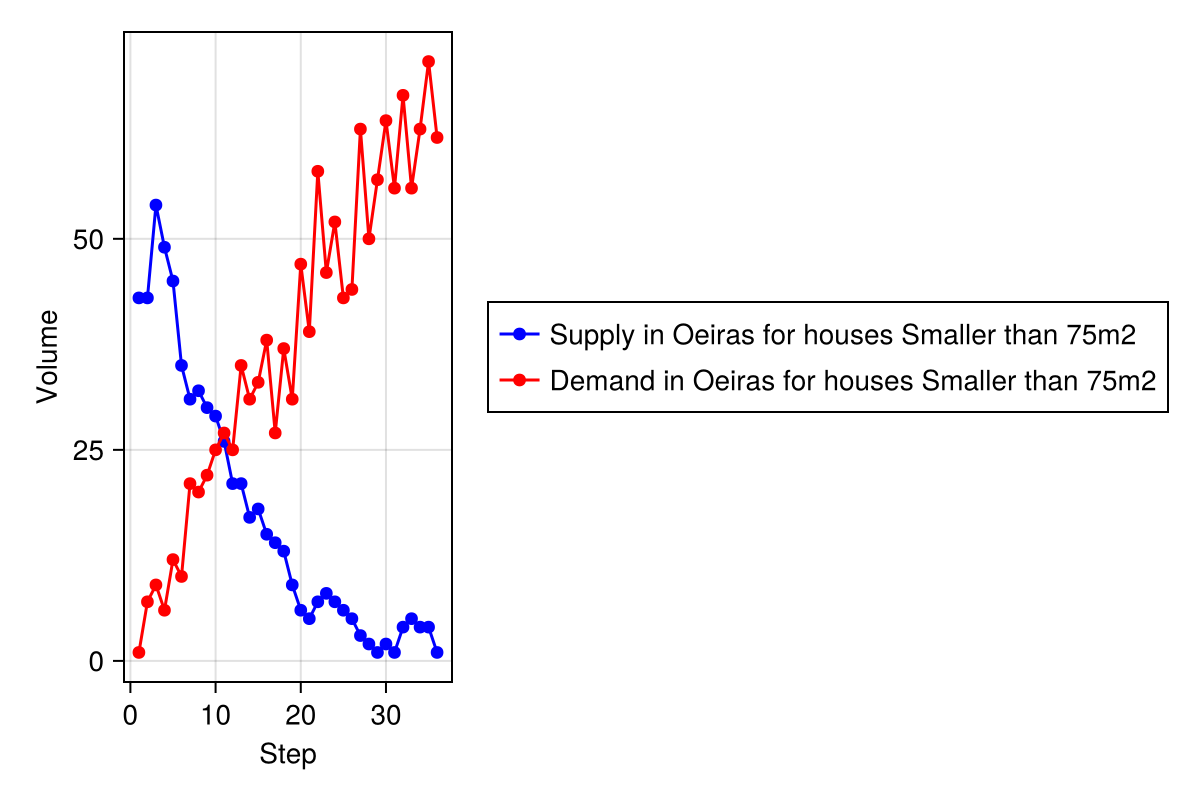 Volume
50
25
0
0 10 20 30
Step
Supply in Oeiras for houses Smaller than 75m2
Demand in Oeiras for houses Smaller than 75m2